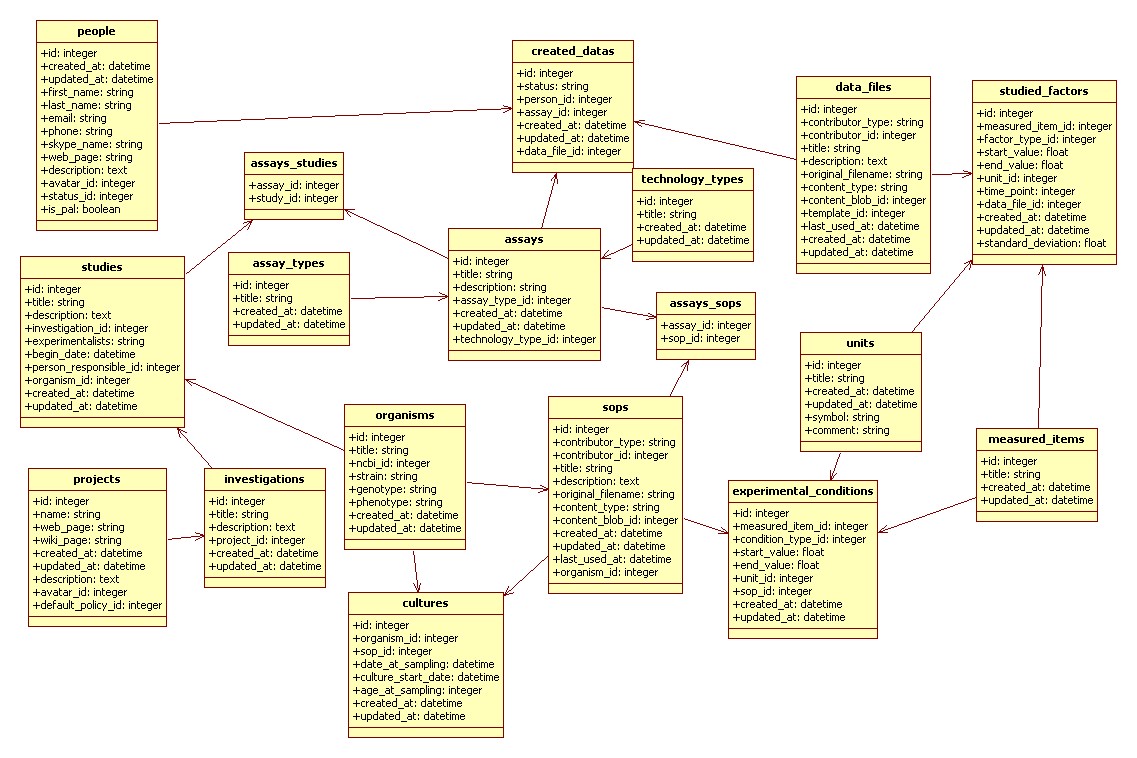 people
+id: integer
+created_at: datetime
+updated_at: datetime
+first_name: string
+last_name: string
+email: string
+phone: string
+skype_name: string
+web_page: string
+description: text
+avatar_id: integer
+status_id: integer
+is_pal: boolean
created_datas
+id: integer
+status: string
+person_id: integer
+assay_id: integer
+created_at: datetime
+updated_at: datetime
+data_file_id: integer
data_files
+id: integer
+contributor_type: string
+contributor_id: integer
+title: string
+description: text
+original_filename: string
+content_type: string
+content_blob_id: integer
+template_id: integer
+last_used_at: datetime
+created_at: datetime
+updated_at: datetime
studied_factors
+id: integer
+measured_item_id: integer
+factor_type_id: integer
+start_value: float
+end_value: float
+unit_id: integer
+time_point: integer
+data_file_id: integer
+created_at: datetime
+updated_at: datetime
+standard_deviation: float
assays_studies
+assay_id: integer
+study_id: integer
technology_types
+id: integer
+title: string
+created_at: datetime
+updated_at: datetime
studies
+id: integer
+title: string
+description: text
+investigation_id: integer
+experimentalists: string
+begin_date: datetime
+person_responsible_id: integer
+organism_id: integer
+created_at: datetime
+updated_at: datetime
assay_types
+id: integer
+title: string
+created_at: datetime
+updated_at: datetime
assays
+id: integer
+title: string
+description: string
+assay_type_id: integer
+created_at: datetime
+updated_at: datetime
+technology_type_id: integer
assays_sops
+assay_id: integer
+sop_id: integer
units
+id: integer
+title: string
+created_at: datetime
+updated_at: datetime
+symbol: string
+comment: string
organisms
+id: integer
+title: string
+ncbi_id: integer
+strain: string
+genotype: string
+phenotype: string
+created_at: datetime
+updated_at: datetime
sops
+id: integer
+contributor_type: string
+contributor_id: integer
+title: string
+description: text
+original_filename: string
+content_type: string
+content_blob_id: integer
+created_at: datetime
+updated_at: datetime
+last_used_at: datetime
+organism_id: integer
measured_items
+id: integer
+title: string
+created_at: datetime
+updated_at: datetime
projects
+id: integer
+name: string
+web_page: string
+wiki_page: string
+created_at: datetime
+updated_at: datetime
+description: text
+avatar_id: integer
+default_policy_id: integer
investigations
+id: integer
+title: string
+description: text
+project_id: integer
+created_at: datetime
+updated_at: datetime
experimental_conditions
+id: integer
+measured_item_id: integer
+condition_type_id: integer
+start_value: float
+end_value: float
+unit_id: integer
+sop_id: integer
+created_at: datetime
+updated_at: datetime
cultures
+id: integer
+organism_id: integer
+sop_id: integer
+date_at_sampling: datetime
+culture_start_date: datetime
+age_at_sampling: integer
+created_at: datetime
+updated_at: datetime